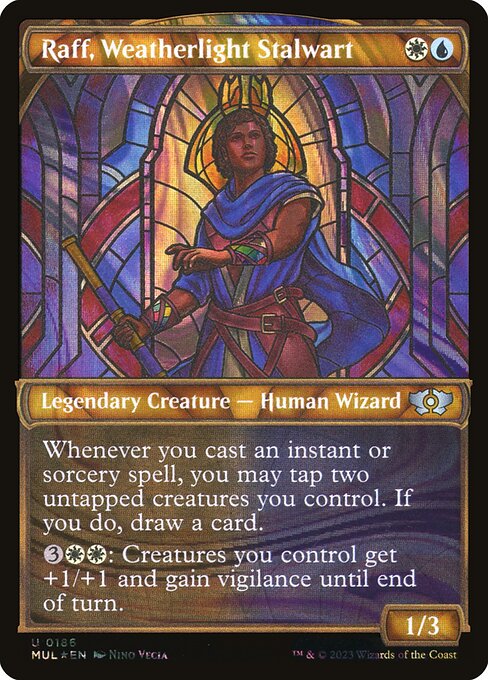 Raff, Weatherlight Stalwart
Legendary Creature — Human Wizard
Whenever you cast an instant or
sorcery spell, you may tap two
untapped creatures you control. If
you do, draw a card.
3: Creatures you control get
+1/+1 and gain vigilance until end
of turn.
1/3
U 0186
MUL★EN Nino Vecia
™ & © 2023 Wizards of the Coast